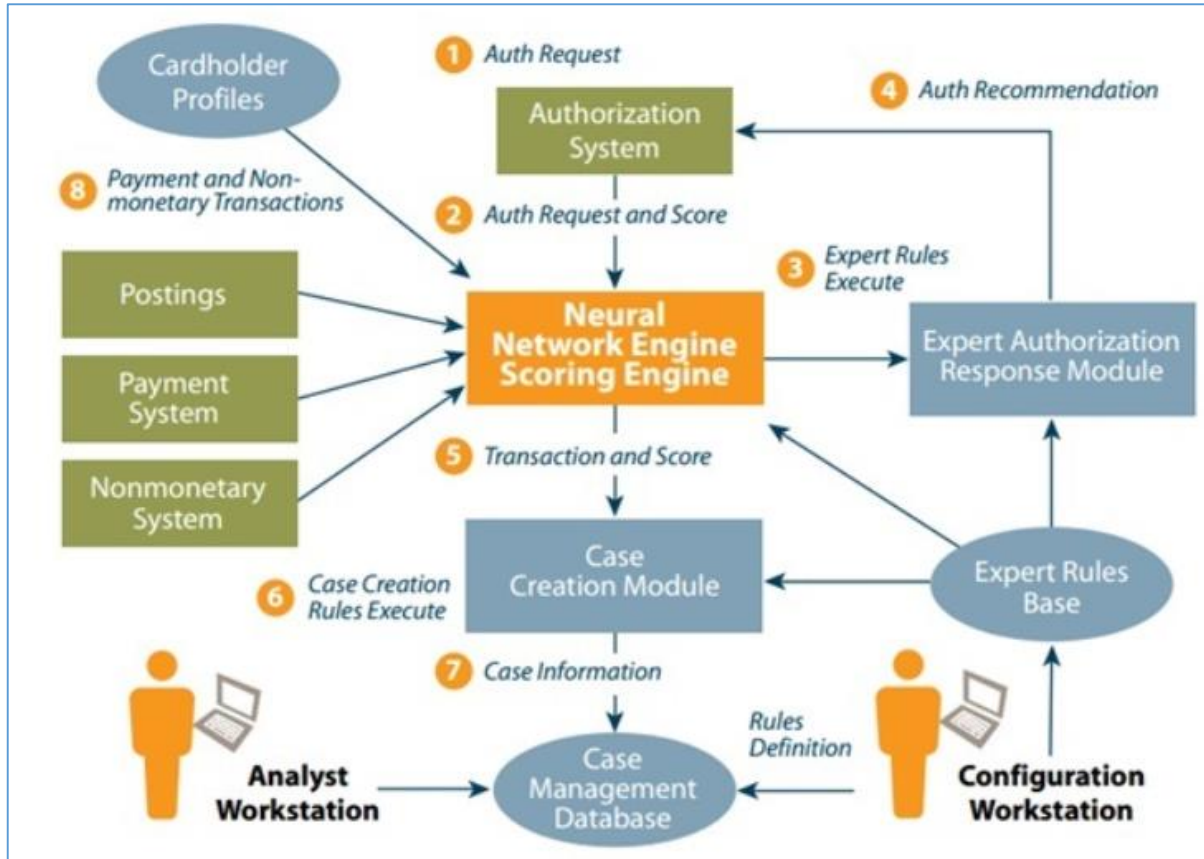 Cardholder
Profiles
1 Auth Request
Authorization
System
4 Auth Recommendation
8 Payment and Non-
monetary Transactions
2 Auth Request and Score
3 Expert Rules
Execute
Postings
Payment
System
Nonmonetary
System
Neural
Network Engine
Scoring Engine
Expert Authorization
Response Module
5 Transaction and Score
6 Case Creation
Rules Execute
Case
Creation Module
Expert Rules
Base
7 Case Information
Rules
Definition
Analyst
Workstation
Case
Management
Database
Configuration
Workstation